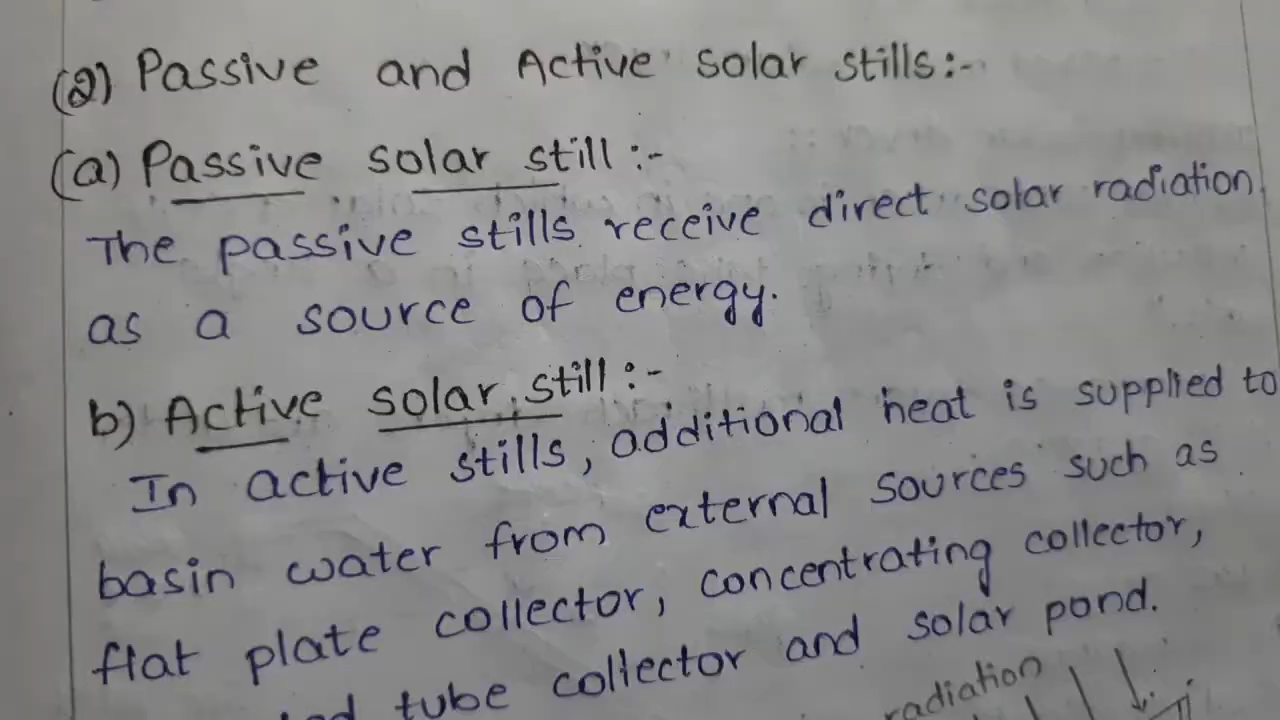 (2) Passive and Active solar stills:-
(a) Passive solar still :-
The passive stills receive direct solar radiation
as a source of energy.
b) Active solar still :-
In active stills, additional heat is supplied to
basin water from external sources such as
flat plate collector, concentrating collector,
tube collector and solar pond.
radiation